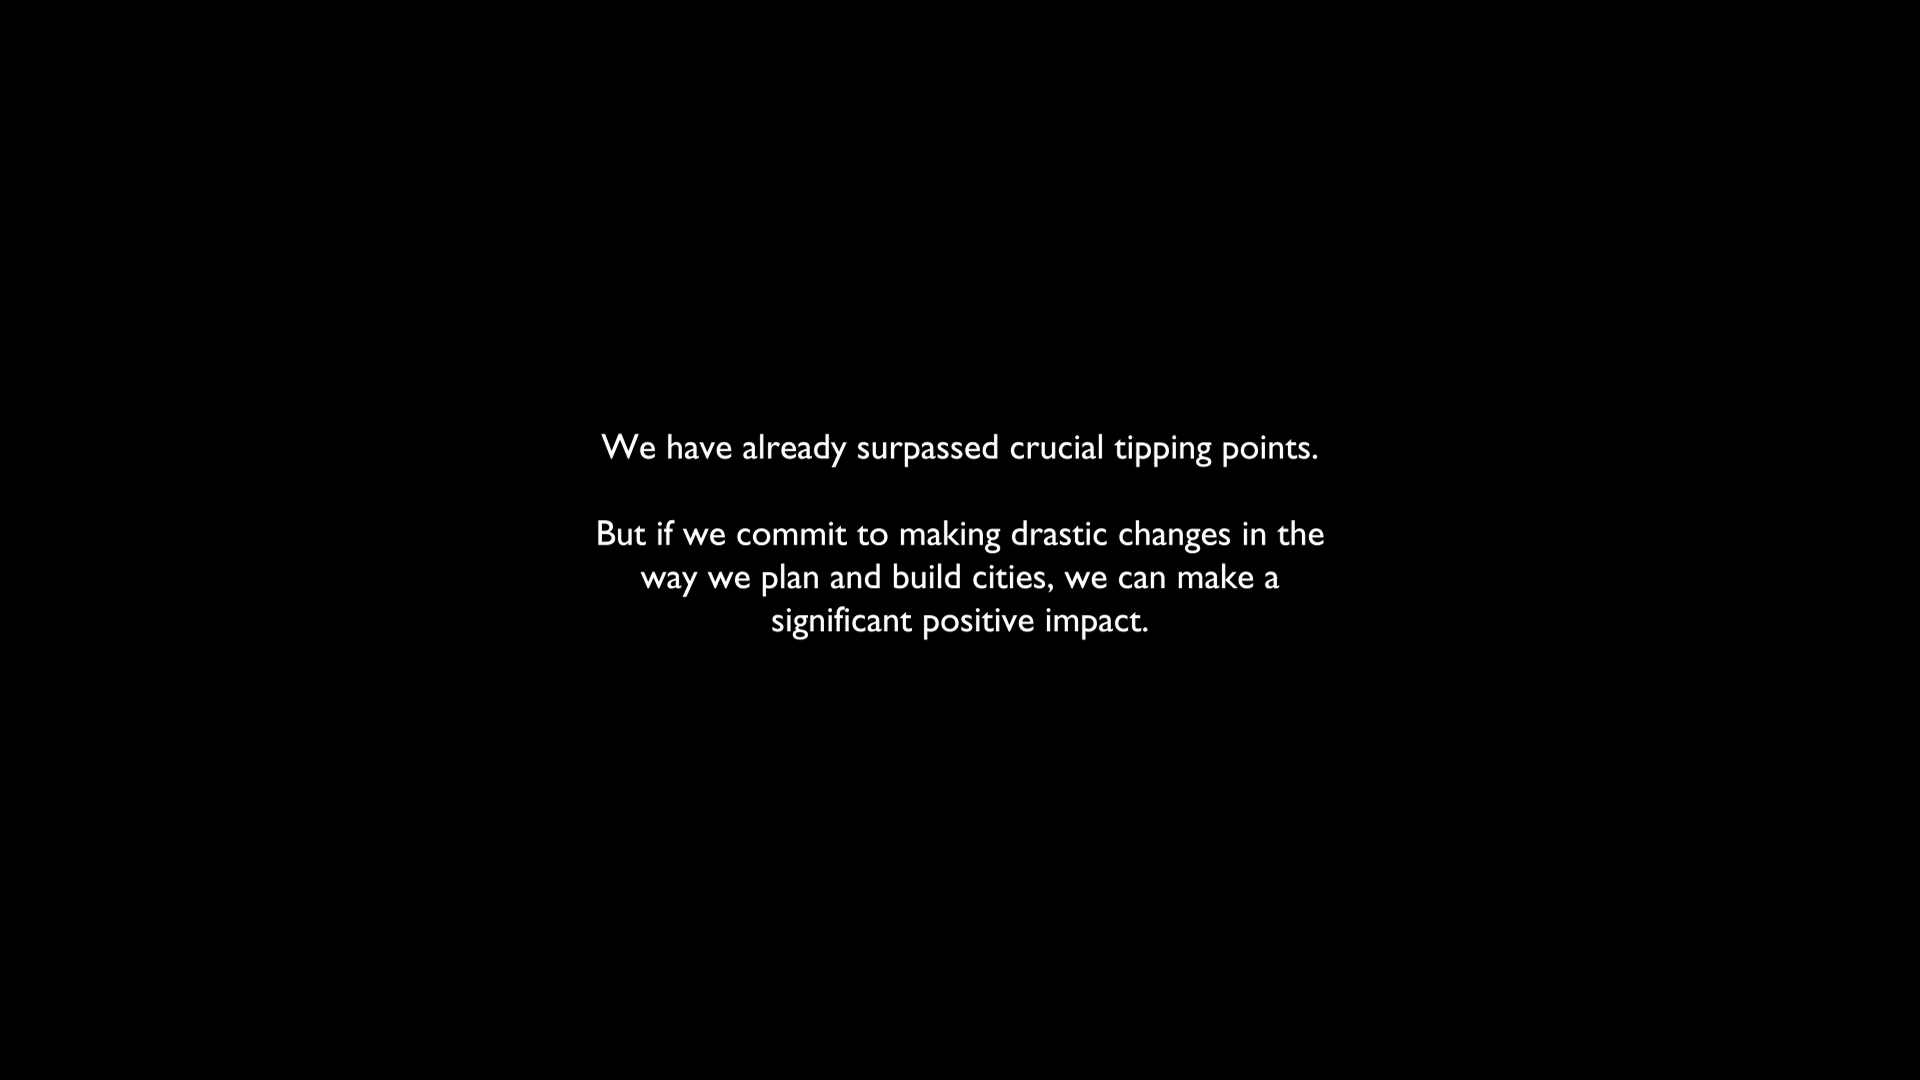 We have already surpassed crucial tipping points.
But if we commit to making drastic changes in the
way we plan and build cities, we can make a
significant positive impact.